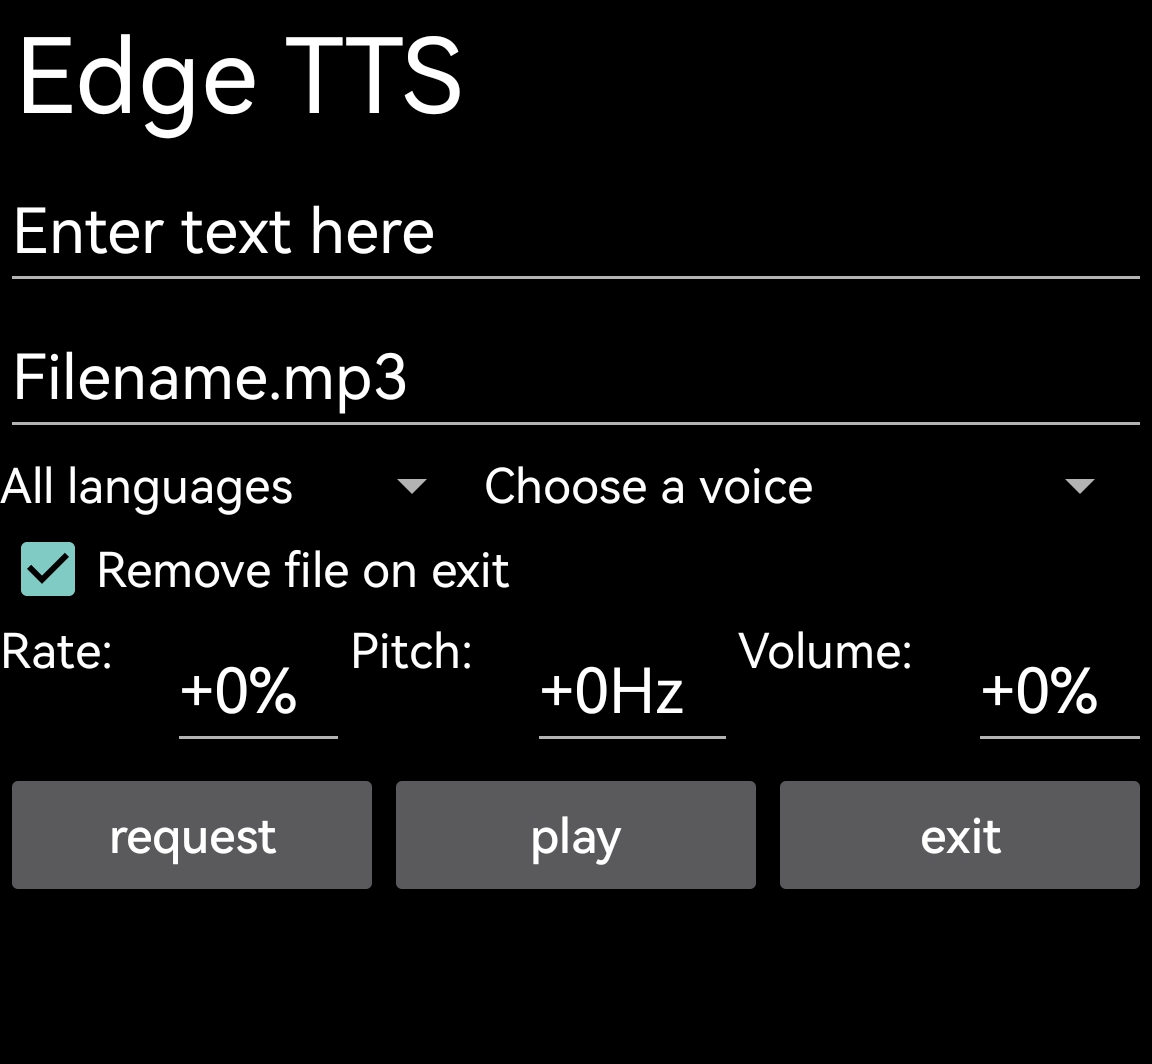 Edge TTS
Enter text here
Filename.mp3
All languages Choose a voice
Remove file on exit
Rate: +0% Pitch: +0Hz Volume: +0%
request play exit